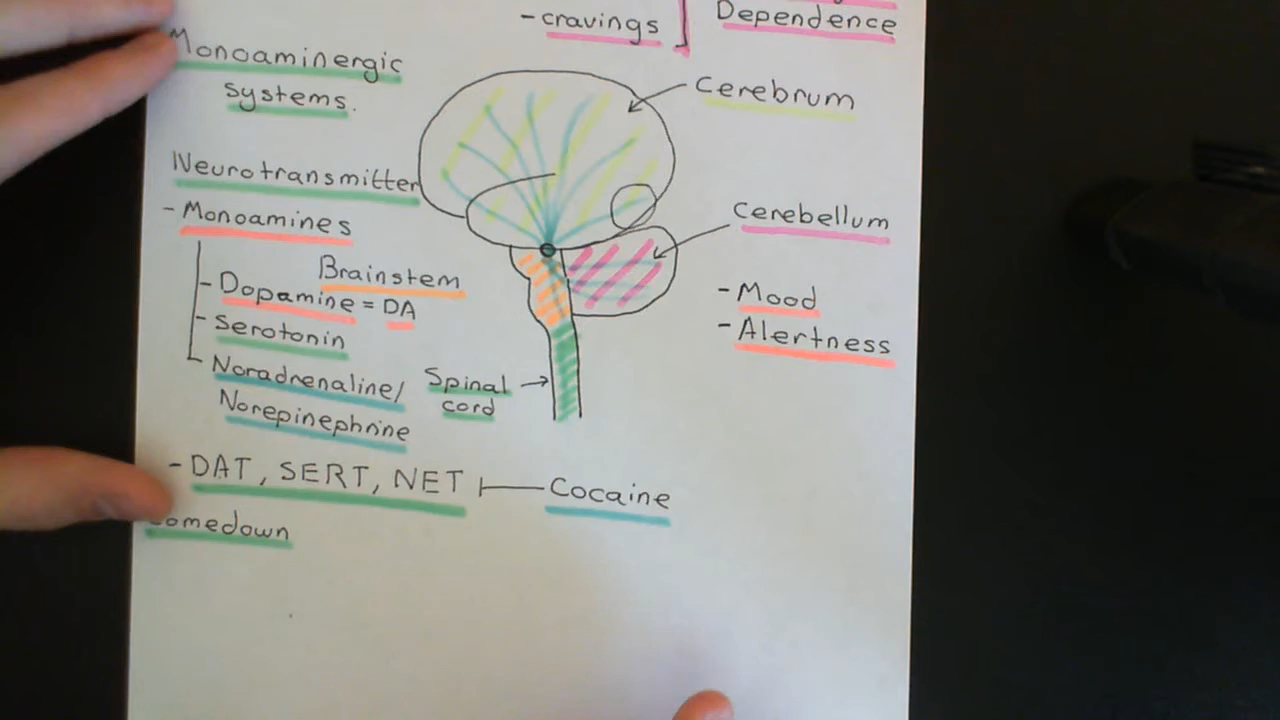 - cravings
Dependence
Monoaminergic
systems.
Cerebrum
Neurotransmitter
- Monoamines
Cerebellum
Brainstem
- Dopamine = DA
- Serotonin
- Mood
- Alertness
Noradrenaline/
Norepinephrine
Spinal
cord
- DAT, SERT, NET
Cocaine
Comedown